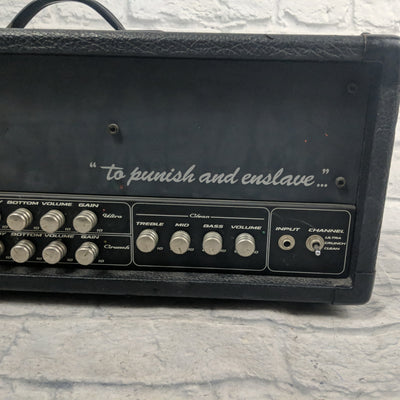 "to punish and enslave..."
BOTTOM VOLUME GAIN
Ultra
Clean
TREBLE MID BASS VOLUME
INPUT CHANNEL
ULTRA
CRUNCH
CLEAN
BOTTOM VOLUME GAIN
Crunch